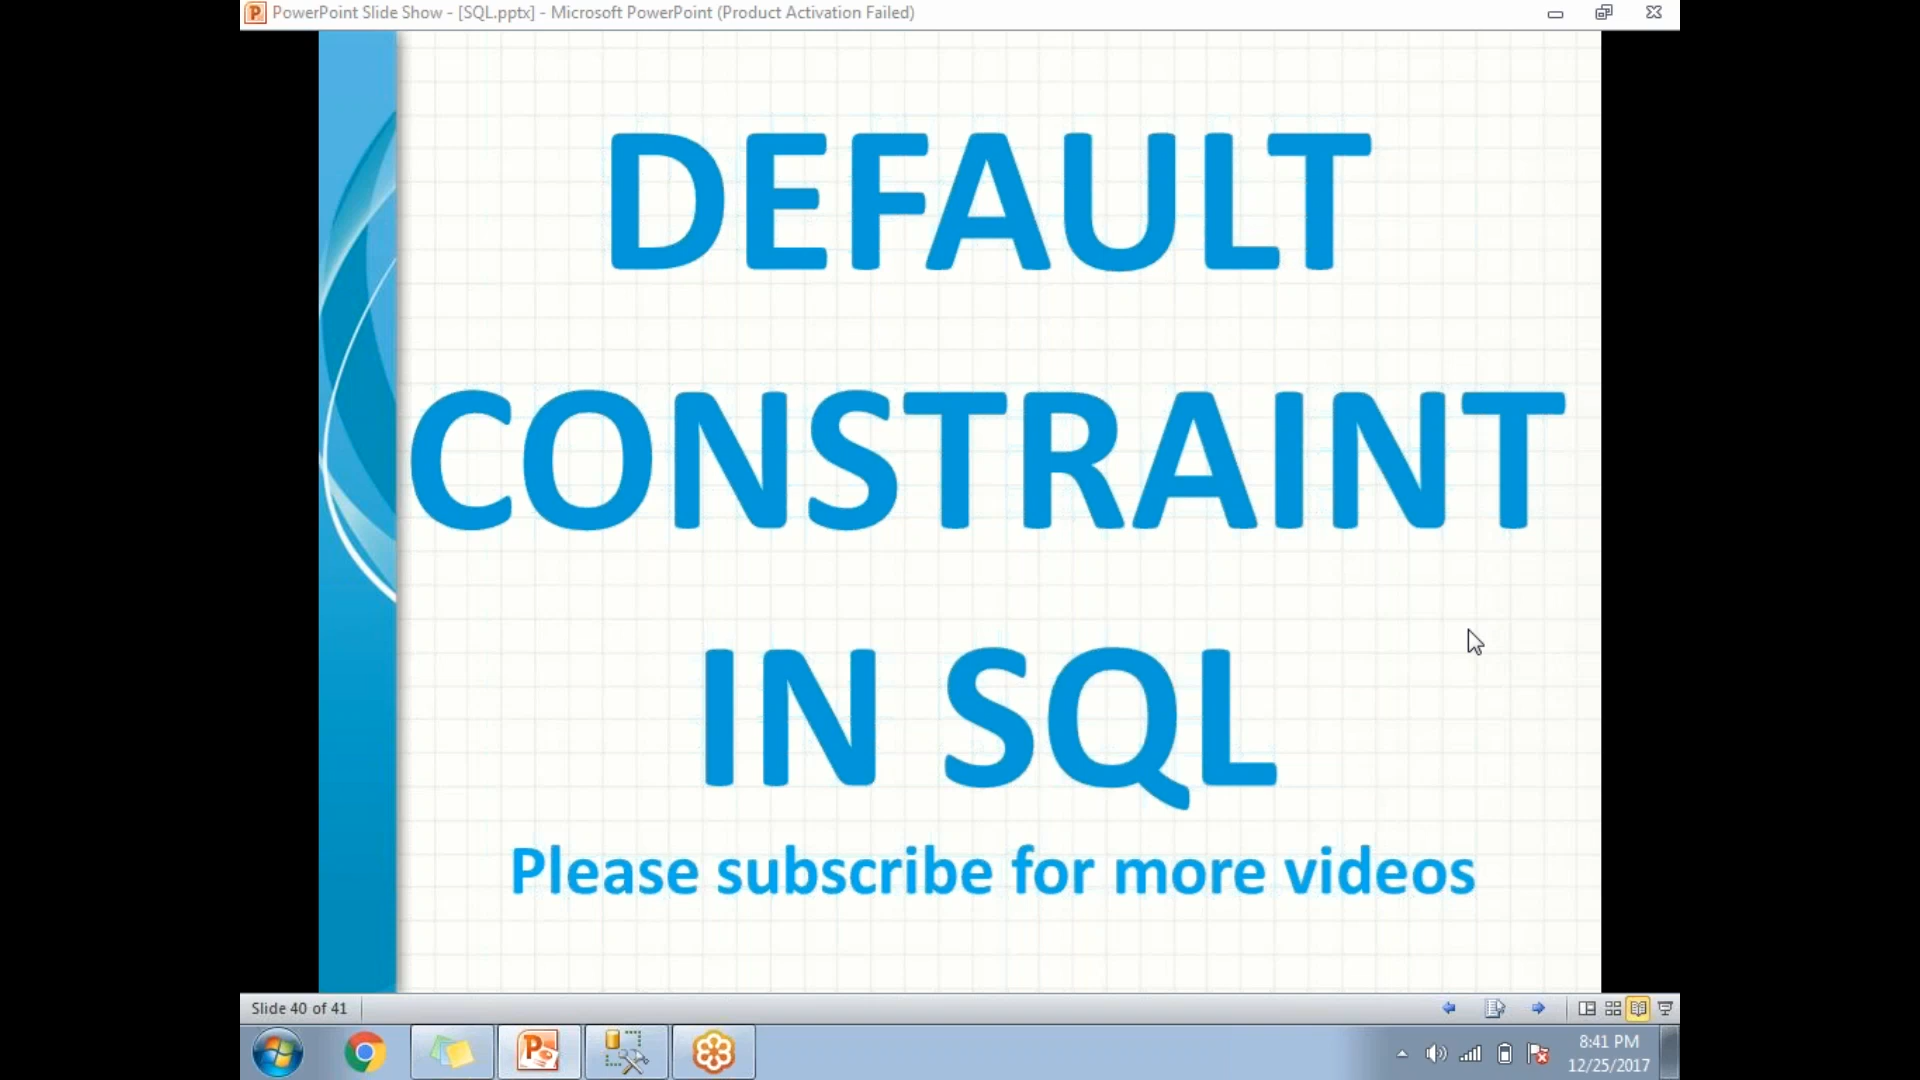 PowerPoint Slide Show - [SQL.pptx] - Microsoft PowerPoint (Product Activation Failed)
DEFAULT
CONSTRAINT
IN SQL
Please subscribe for more videos
Slide 40 of 41
8:41 PM
12/25/2017